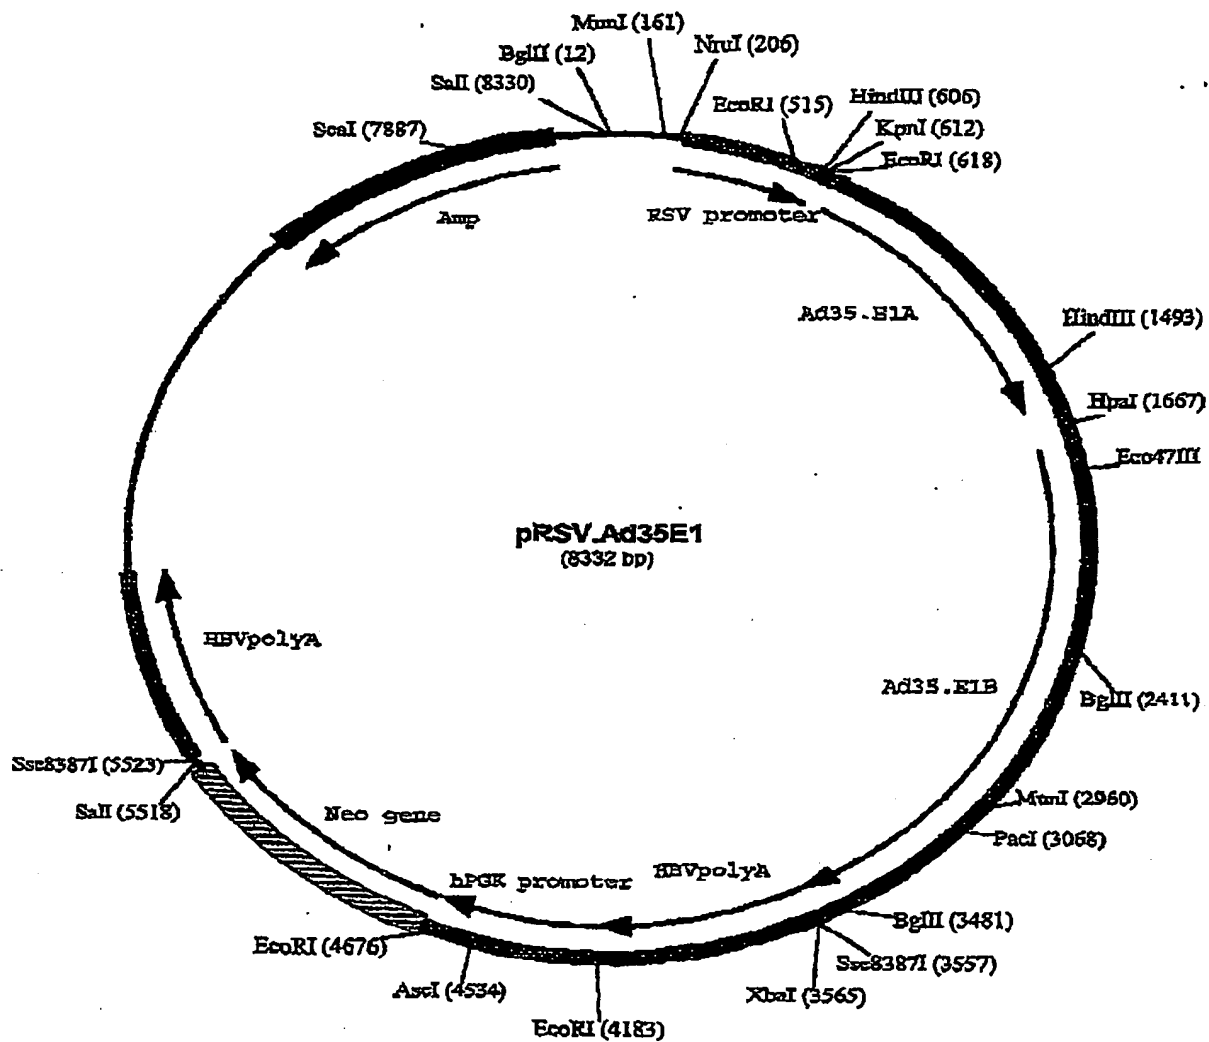 MunI (161)
NruI (206)
BglII (12)
SalI (8330)
EcoRI (515)
HindIII (606)
ScaI (7887)
KpnI (612)
EcoRI (618)
Amp
RSV promoter
Ad35.E1A
HindIII (1493)
HpaI (1667)
Eco47III
pRSV.Ad35E1
(8332 bp)
HBVpolyA
Ad35.E1B
BglII (2411)
Sse8387I (5523)
SalI (5518)
Neo gene
MunI (2960)
PacI (3068)
HBVpolyA
hPGK promoter
BglII (3481)
EcoRI (4676)
Sse8387I (3557)
AscI (4534)
XbaI (3565)
EcoRI (4183)